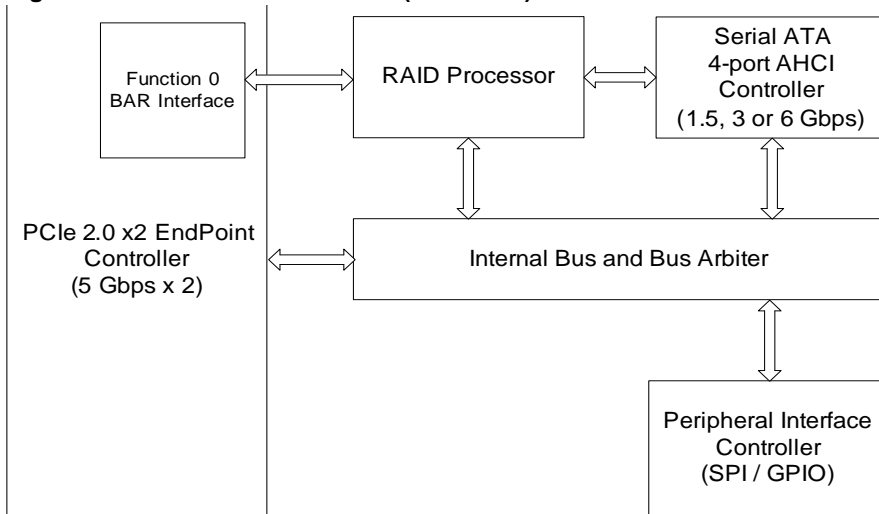 Function 0
BAR Interface
RAID Processor
Serial ATA
4-port AHCI
Controller
(1.5, 3 or 6 Gbps)
PCIe 2.0 x2 EndPoint
Controller
(5 Gbps x 2)
Internal Bus and Bus Arbiter
Peripheral Interface
Controller
(SPI / GPIO)